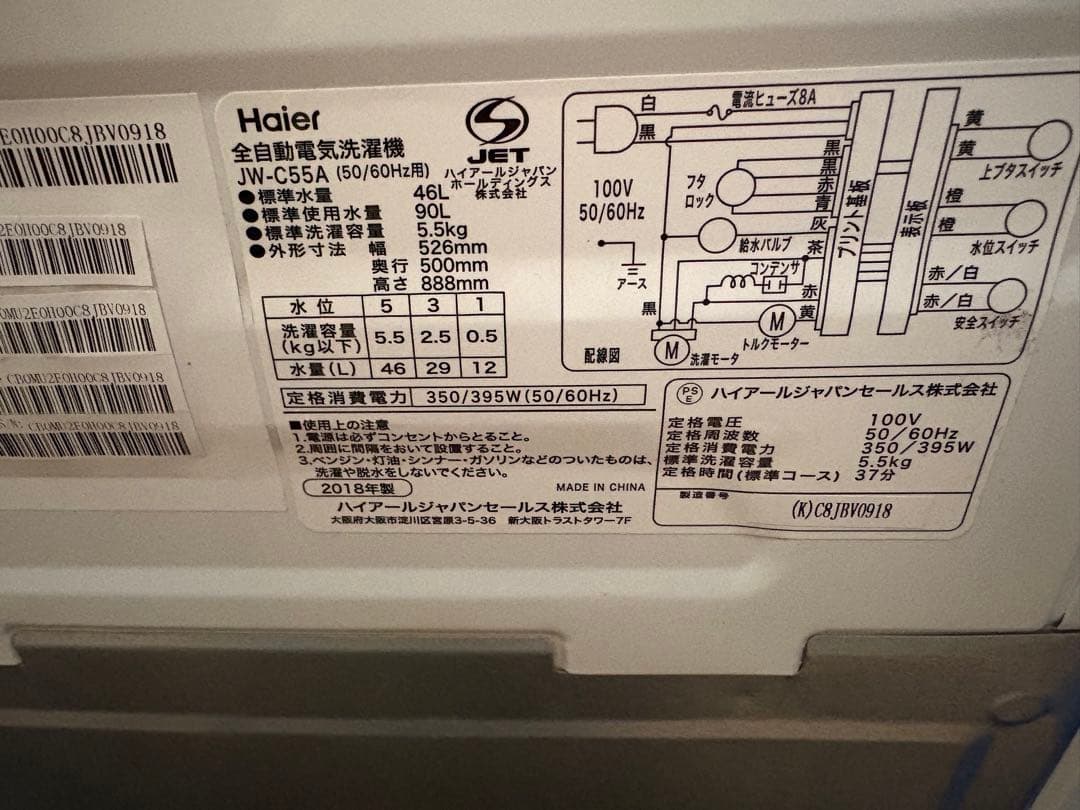 E0H00C8JBV0918
2E0H00C8JBV0918
0MU2E0H00C8JBV0918
CB0MU2E0H00C8JBV0918
S/N: CB0MU2E0H00C8JBV0918
Haier
全自動電気洗濯機
JW-C55A (50/60Hz用)
JET
ハイアールジャパン
ホールディングス
株式会社
●標準水量 46L
●標準使用水量 90L
●標準洗濯容量 5.5kg
●外形寸法 幅 526mm
奥行 500mm
高さ 888mm
水位 5 3 1
洗濯容量(kg以下) 5.5 2.5 0.5
水量(L) 46 29 12
定格消費電力 350/395W(50/60Hz)
■使用上の注意
1.電源は必ずコンセントからとること。
2.周囲に間隔をおいて設置すること。
3.ベンジン・灯油・シンナー・ガソリンなどのついたものは、
洗濯や脱水をしないでください。
2018年製
MADE IN CHINA
ハイアールジャパンセールス株式会社
大阪府大阪市淀川区宮原3-5-36 新大阪トラストタワー7F
白
電流ヒューズ8A
黒
100V
50/60Hz
アース
フタ
ロック
黒
黒
赤
青
灰
給水バルブ
茶
コンデンサ
赤
黒
黄
M
トルクモーター
M
洗濯モータ
配線図
プリント基板
表示板
黄
黄
上ブタスイッチ
橙
橙
水位スイッチ
赤/白
赤/白
安全スイッチ
PS
E
ハイアールジャパンセールス株式会社
定格電圧 100V
定格周波数 50/60Hz
定格消費電力 350/395W
標準洗濯容量 5.5kg
定格時間(標準コース) 37分
製造番号
(K)C8JBV0918